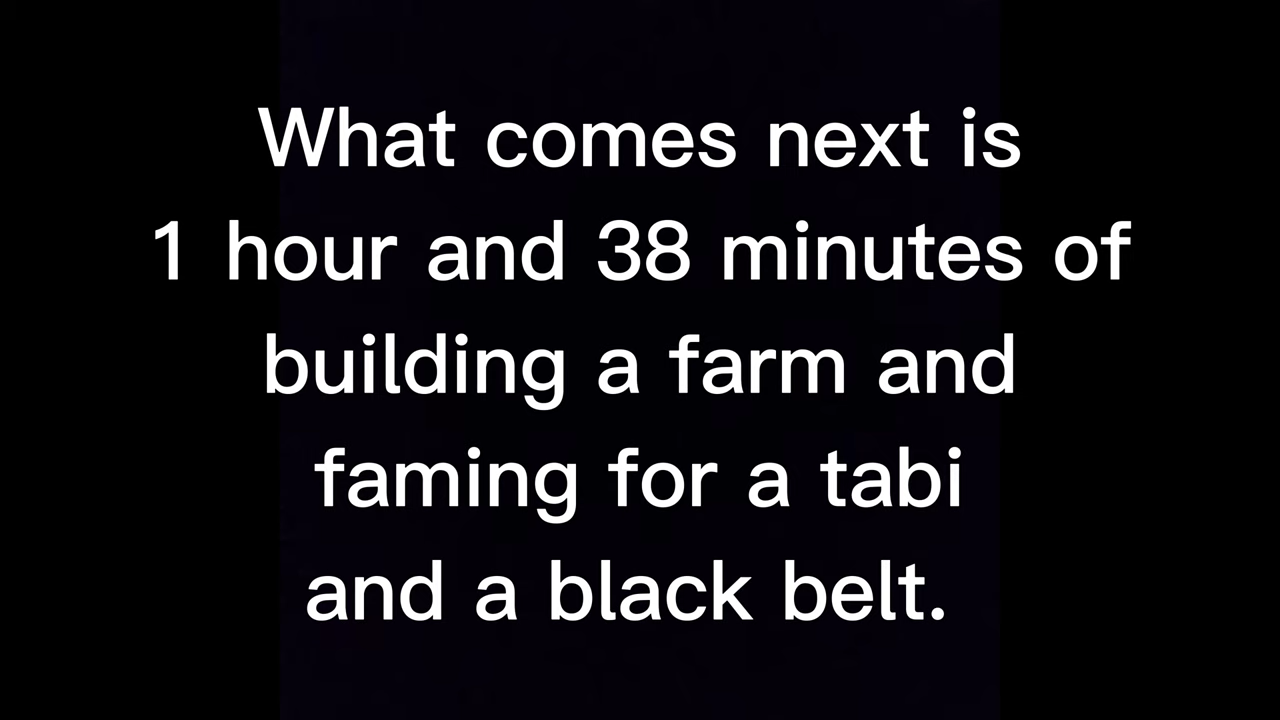 What comes next is
1 hour and 38 minutes of
building a farm and
faming for a tabi
and a black belt.